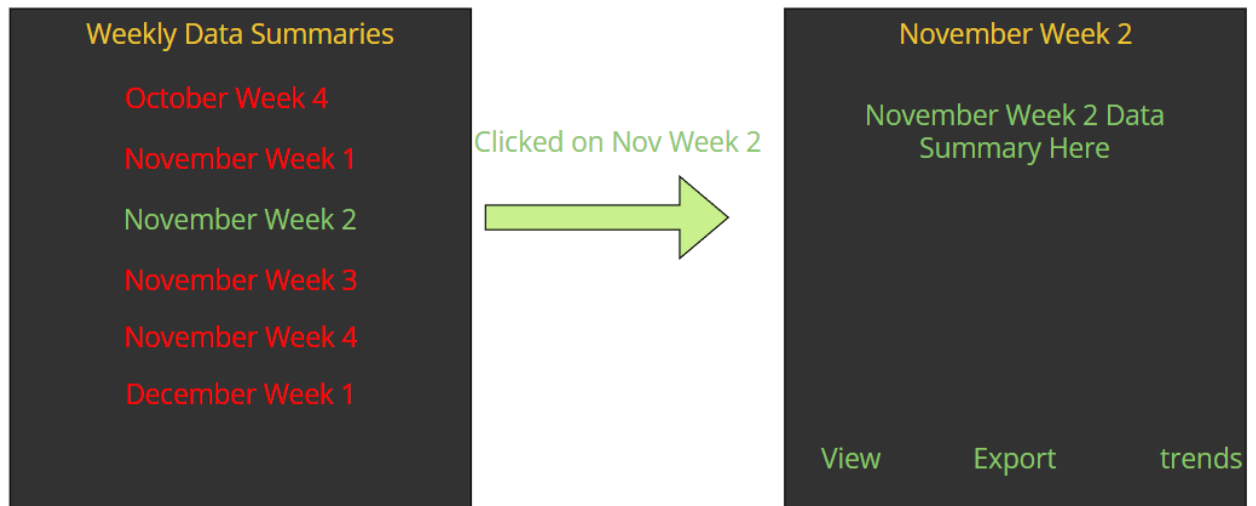 Weekly Data Summaries
October Week 4
November Week 1
November Week 2
November Week 3
November Week 4
December Week 1
Clicked on Nov Week 2
November Week 2
November Week 2 Data
Summary Here
View Export trends